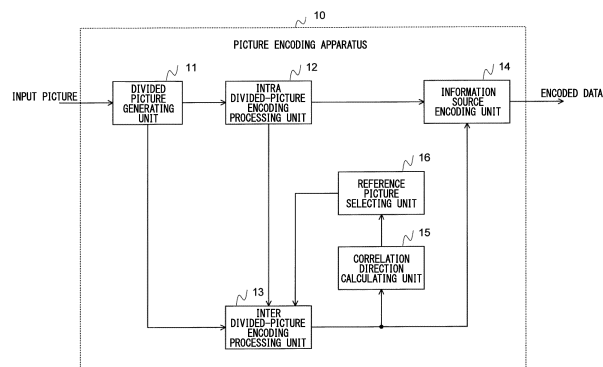 10
PICTURE ENCODING APPARATUS
11
12
14
INPUT PICTURE
DIVIDED
PICTURE
GENERATING
UNIT
INTRA
DIVIDED-PICTURE
ENCODING
PROCESSING UNIT
INFORMATION
SOURCE
ENCODING UNIT
ENCODED DATA
16
REFERENCE
PICTURE
SELECTING UNIT
15
CORRELATION
DIRECTION
CALCULATING UNIT
13
INTER
DIVIDED-PICTURE
ENCODING
PROCESSING UNIT